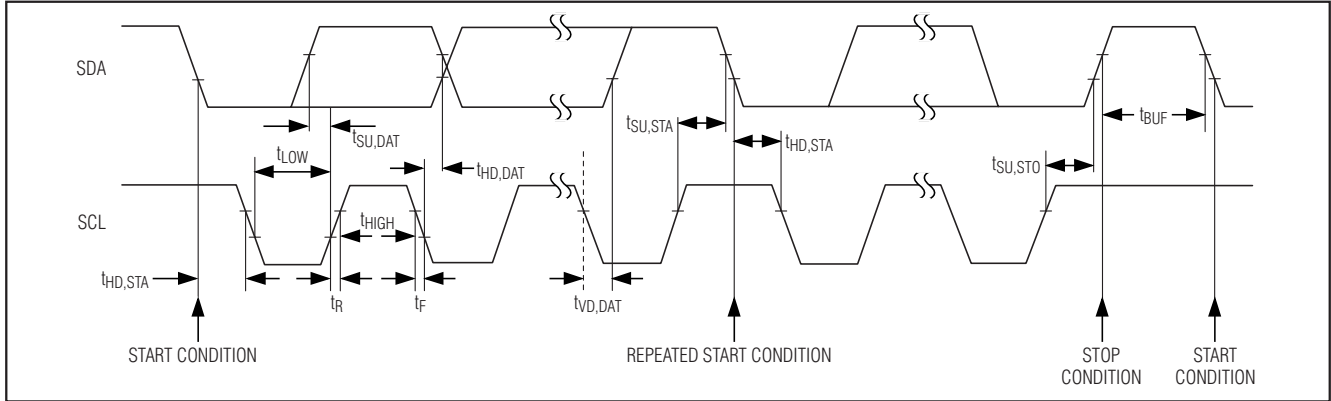 SDA
tSU,DAT
tLOW
tHD,DAT
tSU,STA
tHD,STA
tBUF
tSU,STO
SCL
tHIGH
tHD,STA
tR
tF
tVD,DAT
START CONDITION
REPEATED START CONDITION
STOP
CONDITION
START
CONDITION